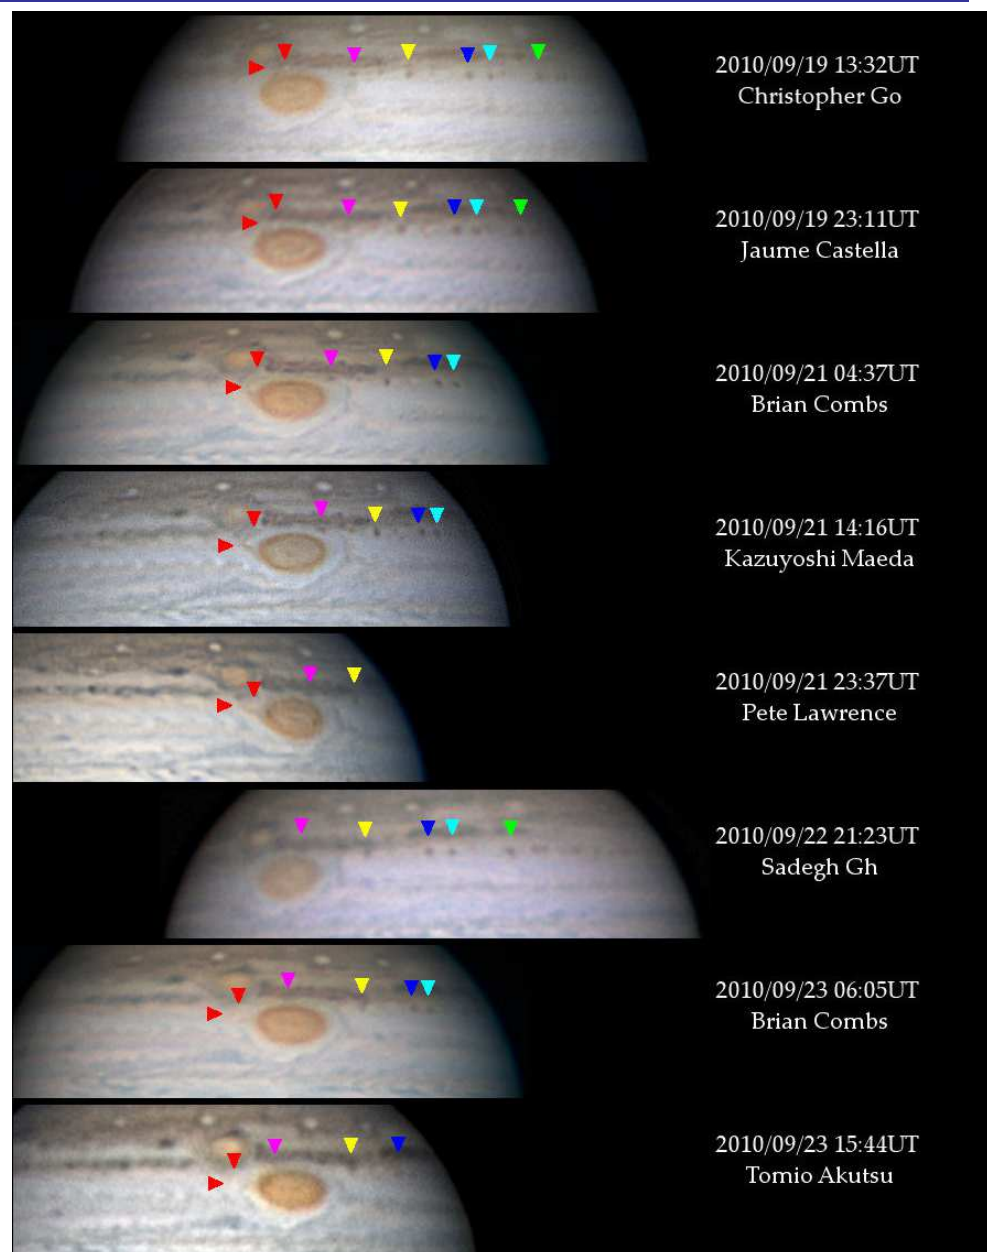 2010/09/19 13:32UT
Christopher Go
2010/09/19 23:11UT
Jaume Castella
2010/09/21 04:37UT
Brian Combs
2010/09/21 14:16UT
Kazuyoshi Maeda
2010/09/21 23:37UT
Pete Lawrence
2010/09/22 21:23UT
Sadegh Gh
2010/09/23 06:05UT
Brian Combs
2010/09/23 15:44UT
Tomio Akutsu